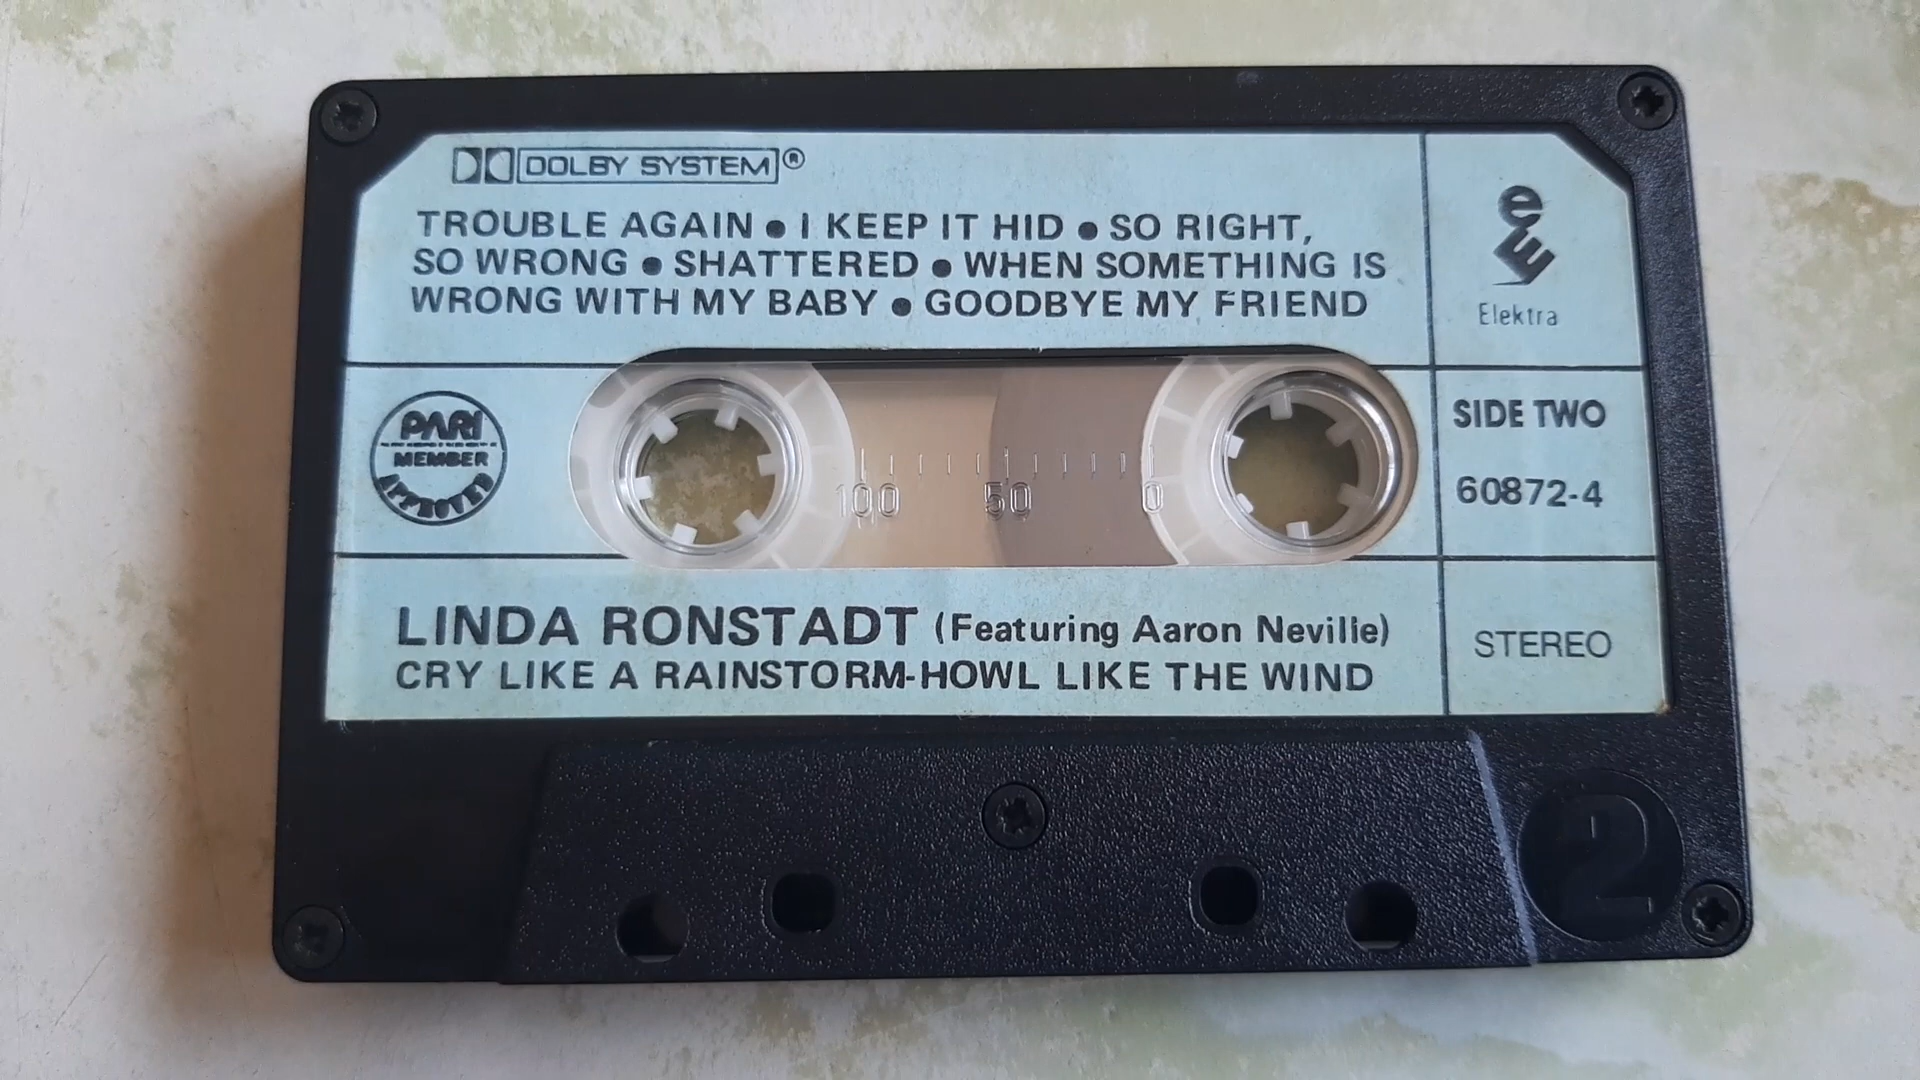 DOLBY SYSTEM®
TROUBLE AGAIN ● I KEEP IT HID ● SO RIGHT,
SO WRONG ● SHATTERED ● WHEN SOMETHING IS
WRONG WITH MY BABY ● GOODBYE MY FRIEND
e
Elektra
PARI
MEMBER
APPROVED
100 50 0
SIDE TWO
60872-4
LINDA RONSTADT (Featuring Aaron Neville)
CRY LIKE A RAINSTORM-HOWL LIKE THE WIND
STEREO
2